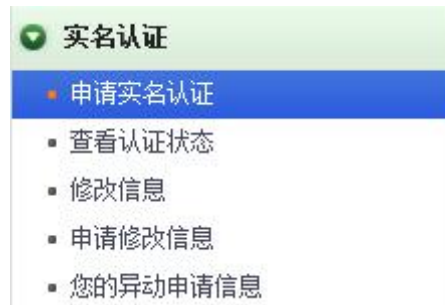 实名认证
申请实名认证
查看认证状态
修改信息
申请修改信息
您的异动申请信息